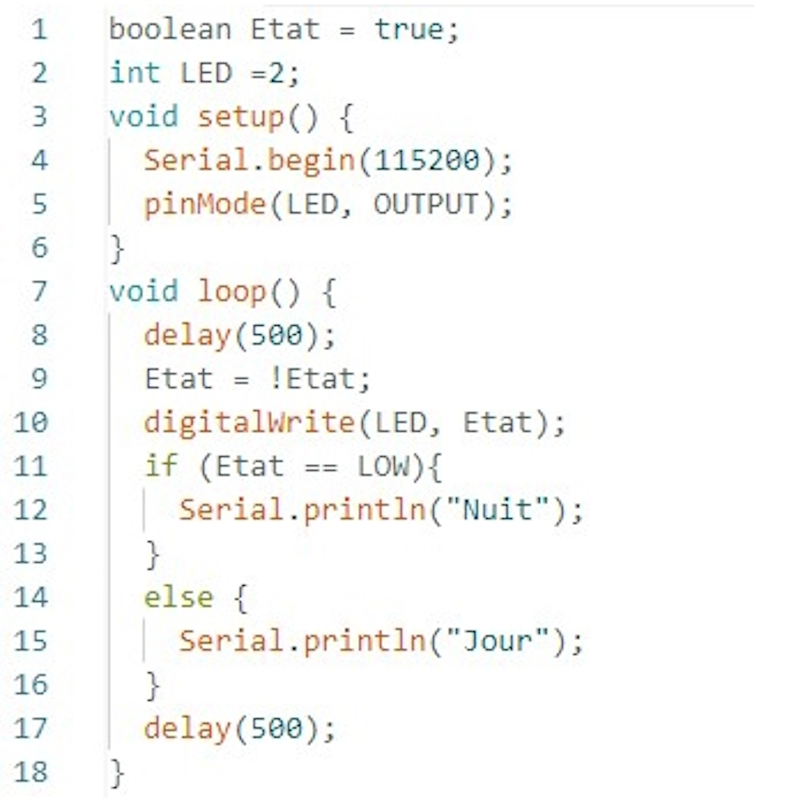 1 boolean Etat = true;
2 int LED =2;
3 void setup() {
4 Serial.begin(115200);
5 pinMode(LED, OUTPUT);
6 }
7 void loop() {
8 delay(500);
9 Etat = !Etat;
10 digitalWrite(LED, Etat);
11 if (Etat == LOW){
12 Serial.println("Nuit");
13 }
14 else {
15 Serial.println("Jour");
16 }
17 delay(500);
18 }